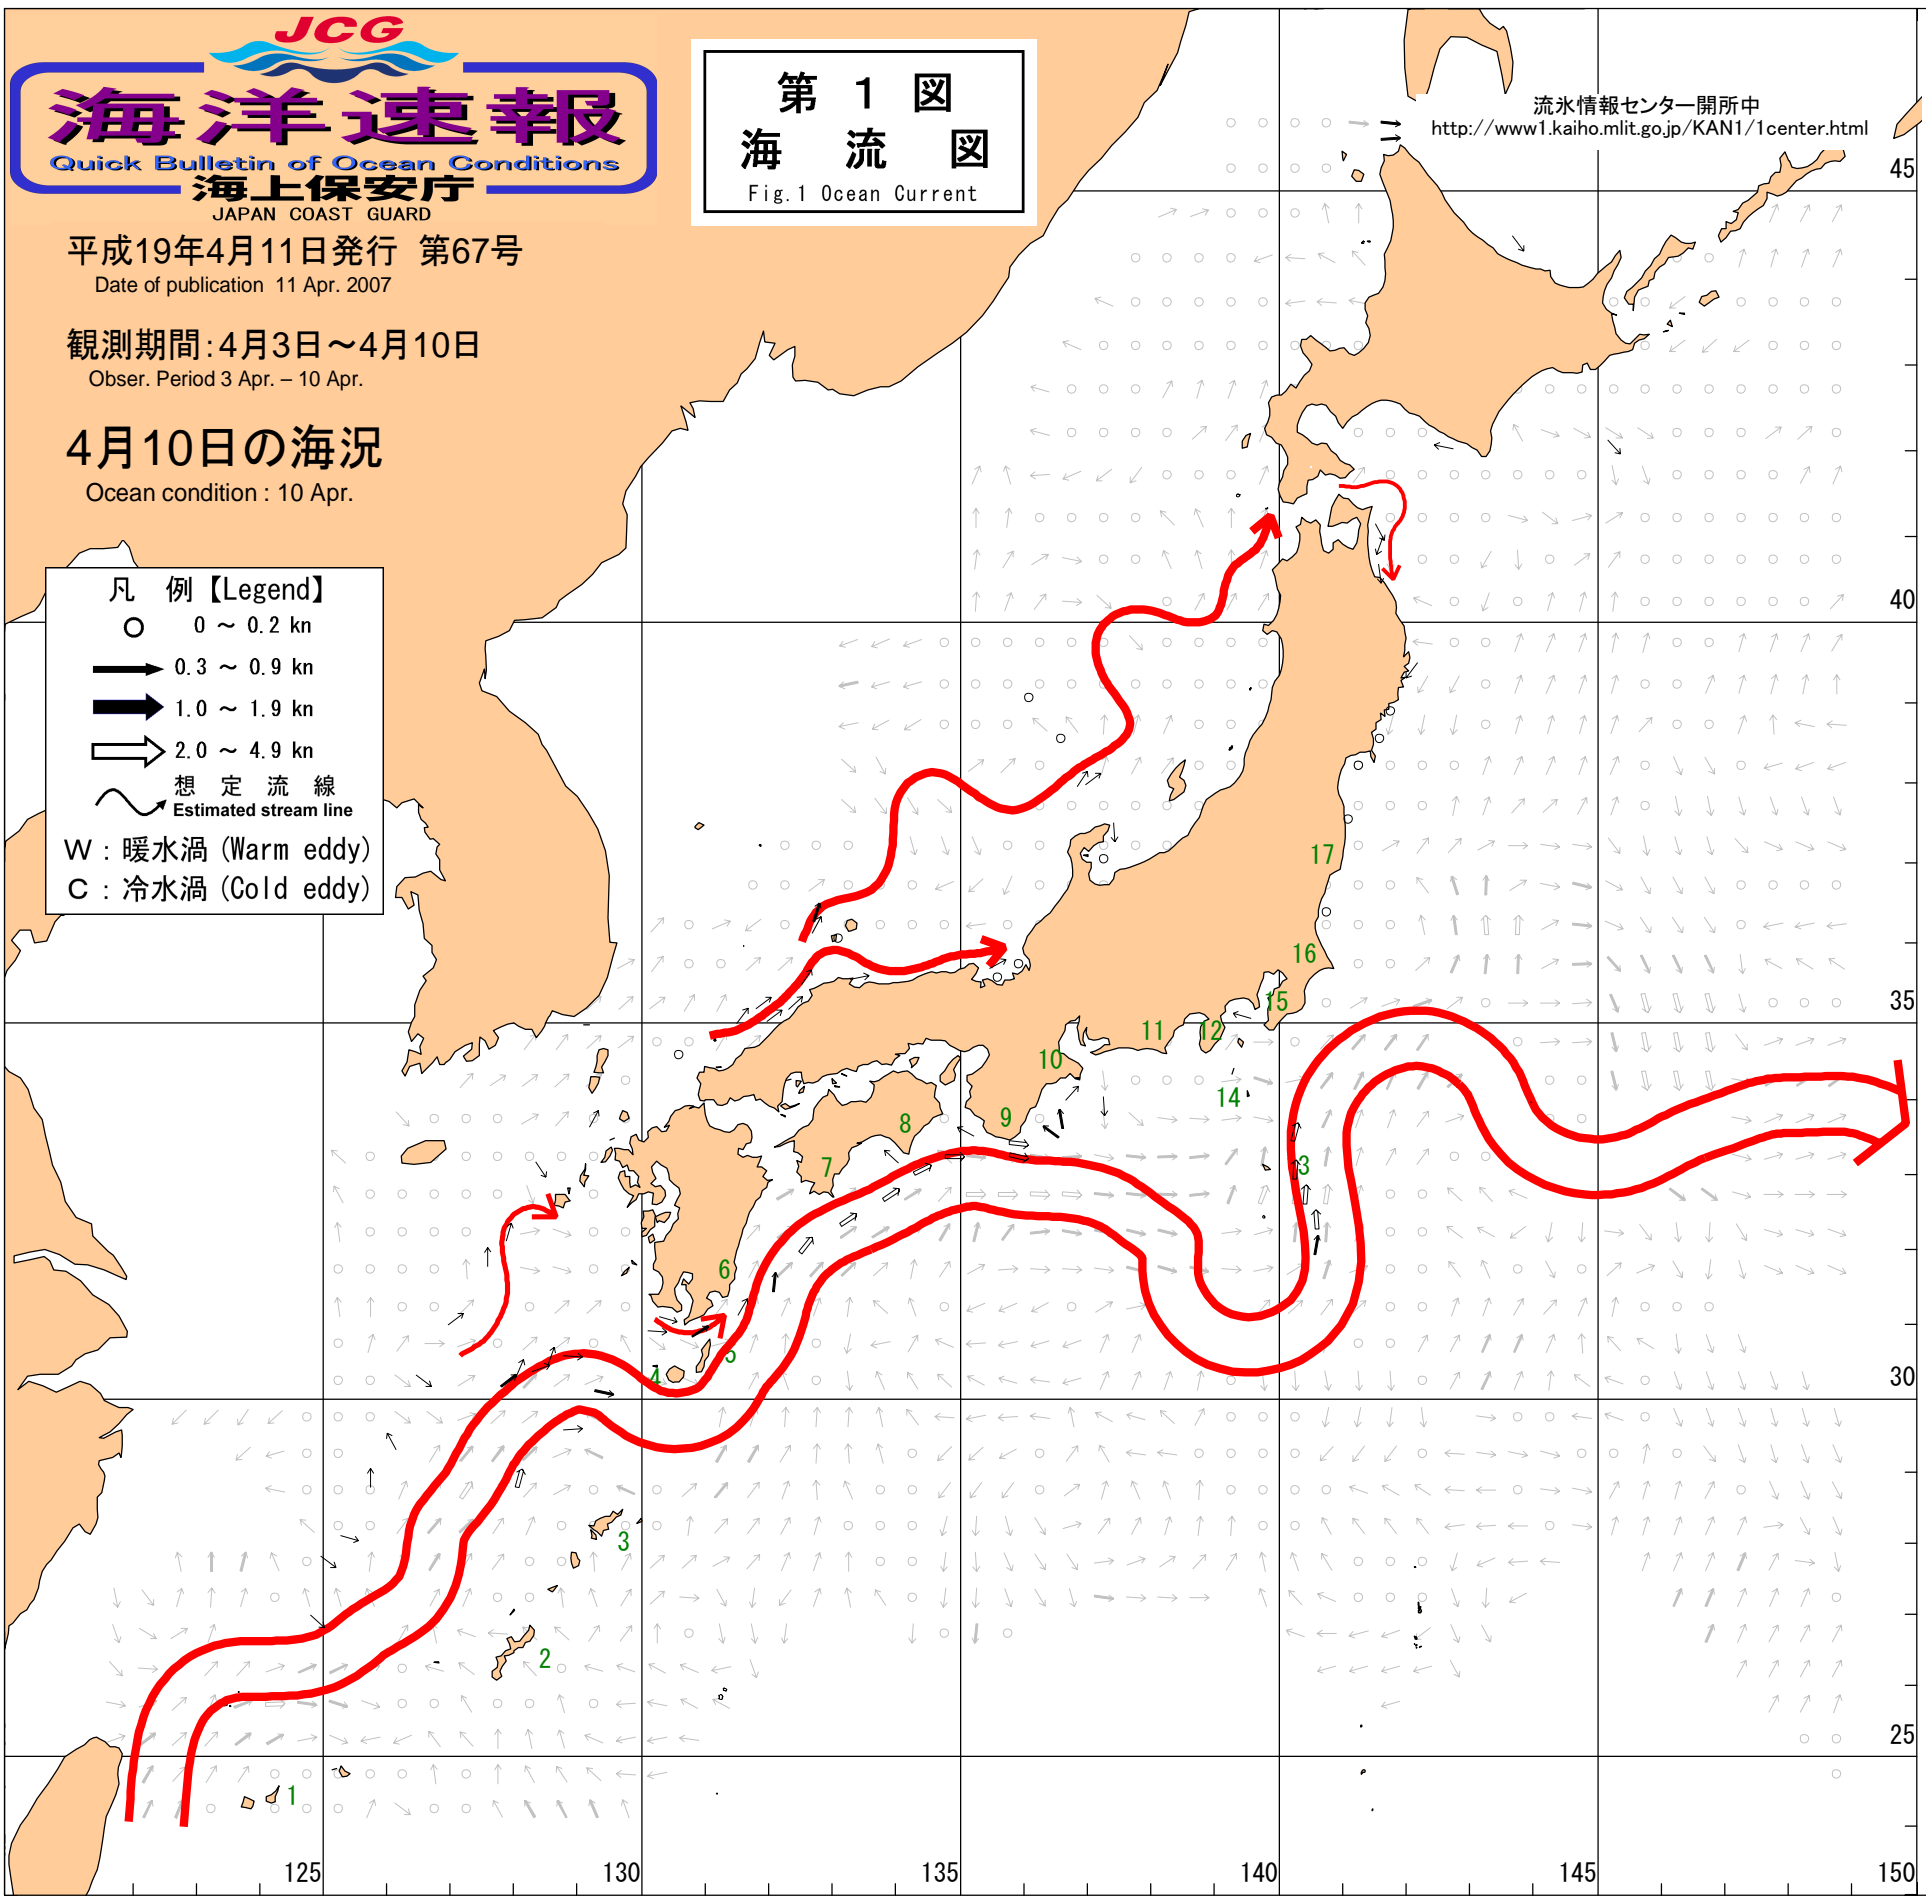 JCG
海洋速報
Quick Bulletin of Ocean Conditions
海上保安庁
JAPAN COAST GUARD
平成19年4月11日発行 第67号
Date of publication 11 Apr. 2007
観測期間:4月3日～4月10日
Obser. Period 3 Apr. – 10 Apr.
4月10日の海況
Ocean condition : 10 Apr.
第 1 図
海 流 図
Fig.1 Ocean Current
流氷情報センター開所中
http://www1.kaiho.mlit.go.jp/KAN1/1center.html
凡 例【Legend】
0 ～ 0.2 kn
0.3 ～ 0.9 kn
1.0 ～ 1.9 kn
2.0 ～ 4.9 kn
想 定 流 線
Estimated stream line
W : 暖水渦 (Warm eddy)
C : 冷水渦 (Cold eddy)
45
40
35
30
25
17
16
15
12
11
10
14
9
8
7
3
6
5
4
3
2
1
125
130
135
140
145
150